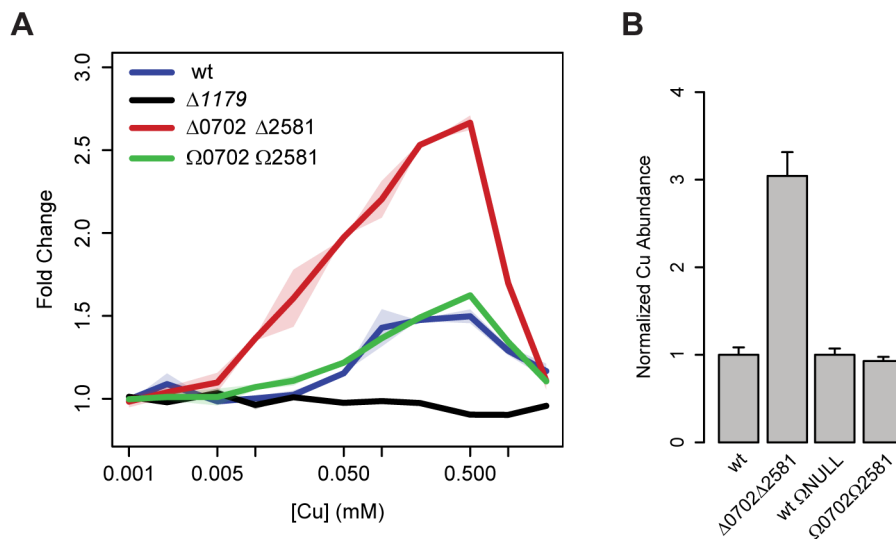 A
B
3.0
2.5
2.0
1.5
1.0
Fold Change
wt
Δ1179
Δ0702 Δ2581
Ω0702 Ω2581
0.001
0.005
0.050
0.500
[Cu] (mM)
4
3
2
1
0
Normalized Cu Abundance
wt
Δ0702Δ2581
wt ΩNULL
Ω0702Ω2581